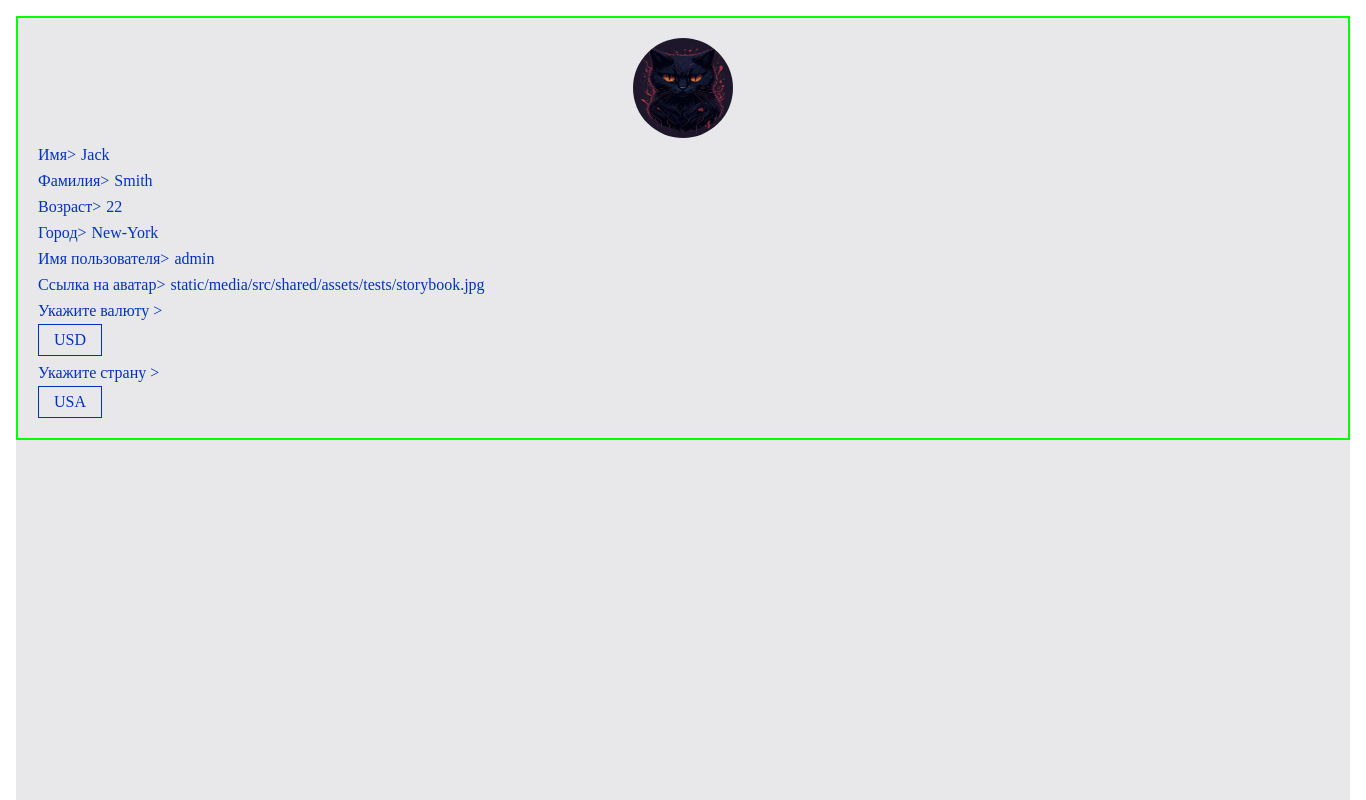 Имя> Jack
Фамилия> Smith
Возраст> 22
Город> New-York
Имя пользователя> admin
Ссылка на аватар> static/media/src/shared/assets/tests/storybook.jpg
Укажите валюту >
USD
Укажите страну >
USA